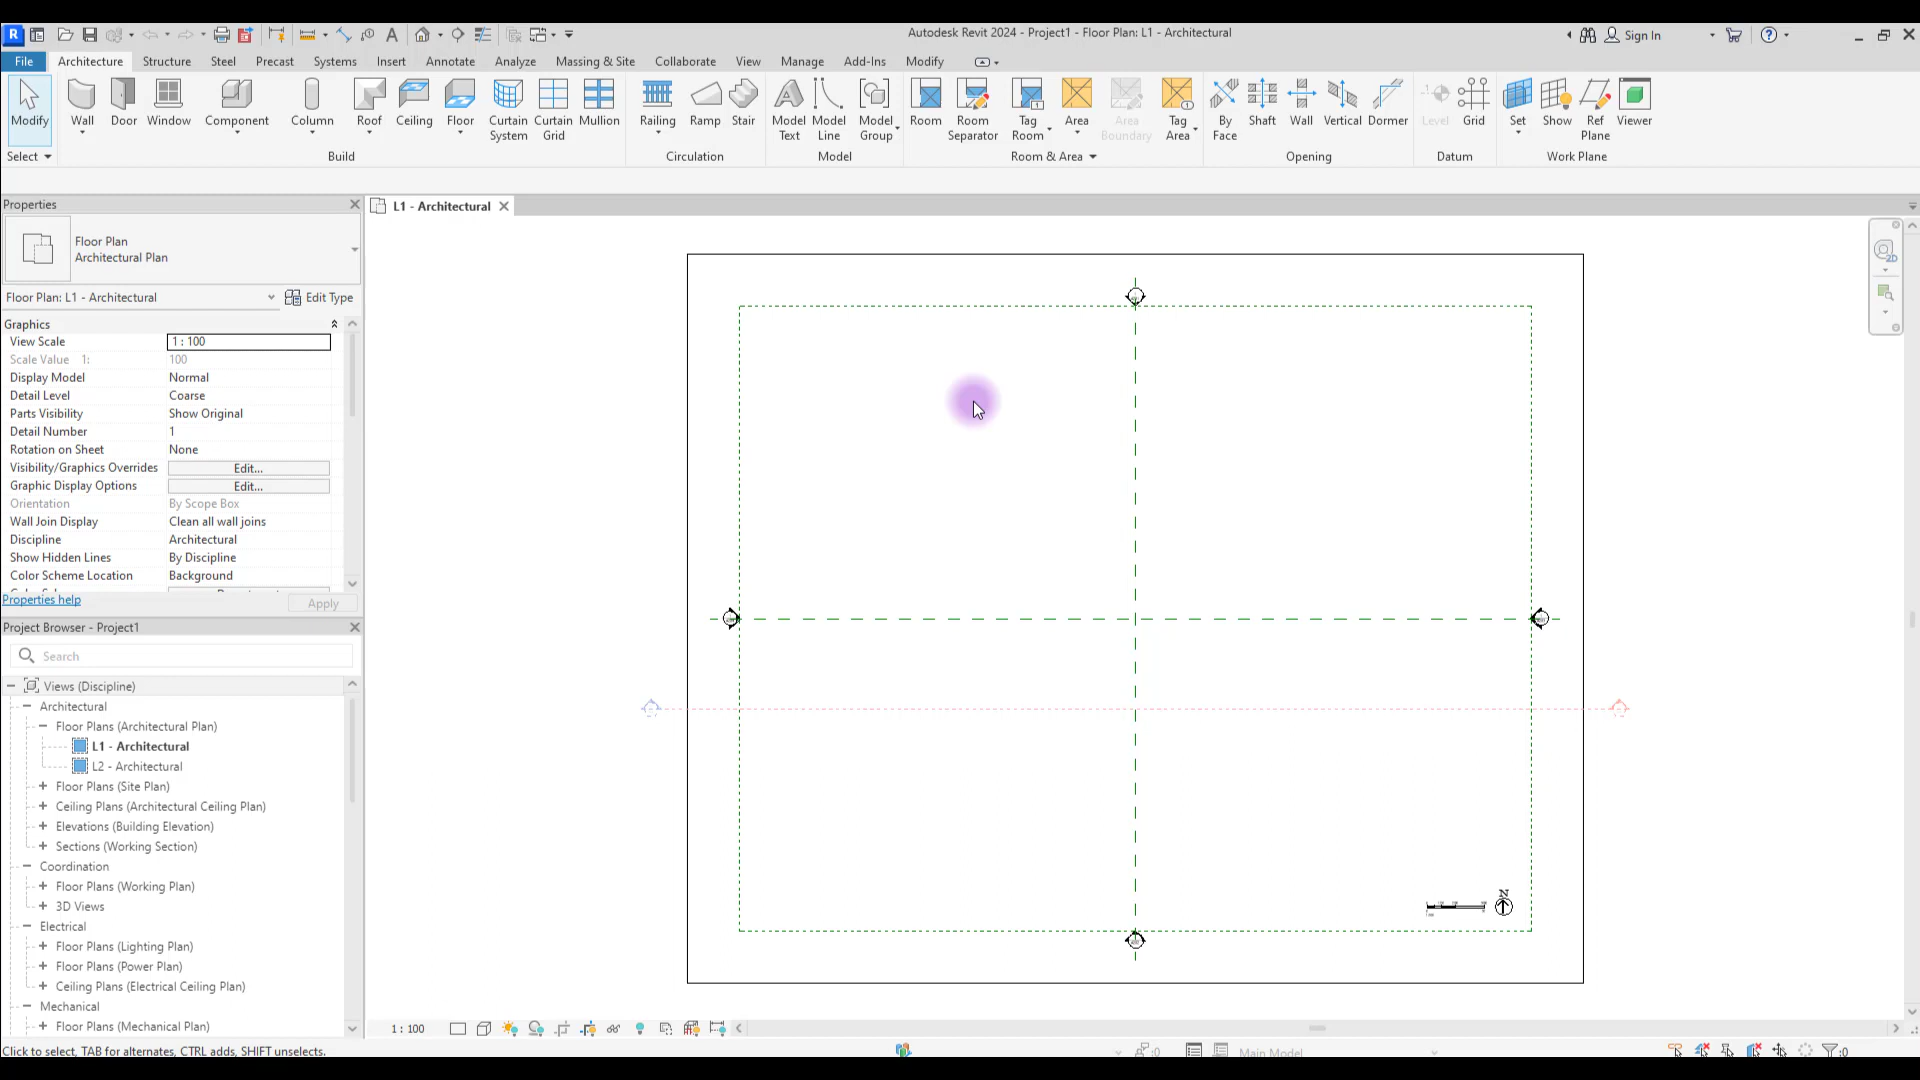 Autodesk Revit 2024 - Project1 - Floor Plan: L1 - Architectural
Sign In
File Architecture Structure Steel Precast Systems Insert Annotate Analyze Massing & Site Collaborate View Manage Add-Ins Modify
Modify Wall Door Window Component Column Roof Ceiling Floor Curtain System Curtain Grid Mullion Railing Ramp Stair Model Text Model Line Model Group Room Room Separator Tag Room Area Area Boundary Tag Area By Face Shaft Wall Vertical Dormer Level Grid Set Show Ref Plane Viewer
Select Build Circulation Model Room & Area Opening Datum Work Plane
Properties
L1 - Architectural
Floor Plan
Architectural Plan
Floor Plan: L1 - Architectural Edit Type
Graphics
View Scale 1 : 100
Scale Value 1: 100
Display Model Normal
Detail Level Coarse
Parts Visibility Show Original
Detail Number 1
Rotation on Sheet None
Visibility/Graphics Overrides Edit...
Graphic Display Options Edit...
Orientation By Scope Box
Wall Join Display Clean all wall joins
Discipline Architectural
Show Hidden Lines By Discipline
Color Scheme Location Background
Properties help Apply
Project Browser - Project1
Search
Views (Discipline)
Architectural
Floor Plans (Architectural Plan)
L1 - Architectural
L2 - Architectural
Floor Plans (Site Plan)
Ceiling Plans (Architectural Ceiling Plan)
Elevations (Building Elevation)
Sections (Working Section)
Coordination
Floor Plans (Working Plan)
3D Views
Electrical
Floor Plans (Lighting Plan)
Floor Plans (Power Plan)
Ceiling Plans (Electrical Ceiling Plan)
Mechanical
Floor Plans (Mechanical Plan)
N
1 : 100
Click to select, TAB for alternates, CTRL adds, SHIFT unselects.
:0
Main Model
:0